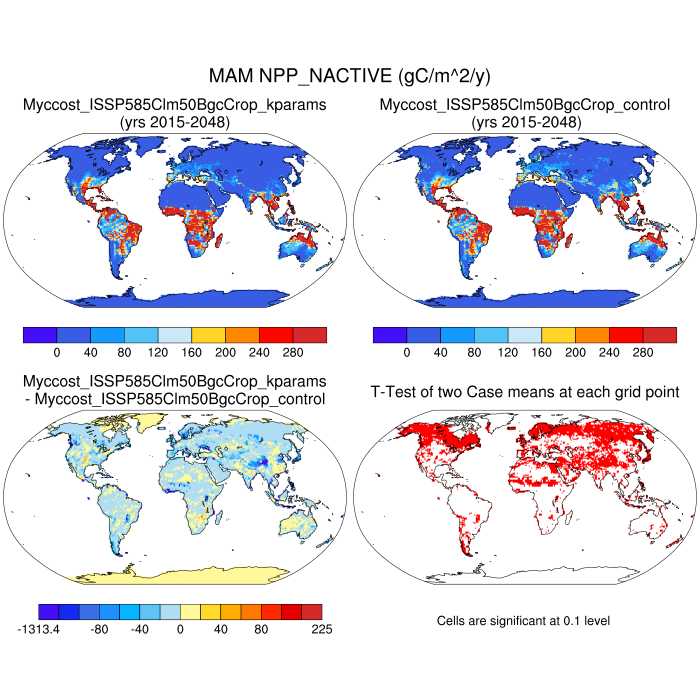 MAM NPP_NACTIVE (gC/m^2/y)
Myccost_ISSP585Clm50BgcCrop_kparams
(yrs 2015-2048)
Myccost_ISSP585Clm50BgcCrop_control
(yrs 2015-2048)
0 40 80 120 160 200 240 280
0 40 80 120 160 200 240 280
Myccost_ISSP585Clm50BgcCrop_kparams
- Myccost_ISSP585Clm50BgcCrop_control
T-Test of two Case means at each grid point
-1313.4 -80 -40 0 40 80 225
Cells are significant at 0.1 level